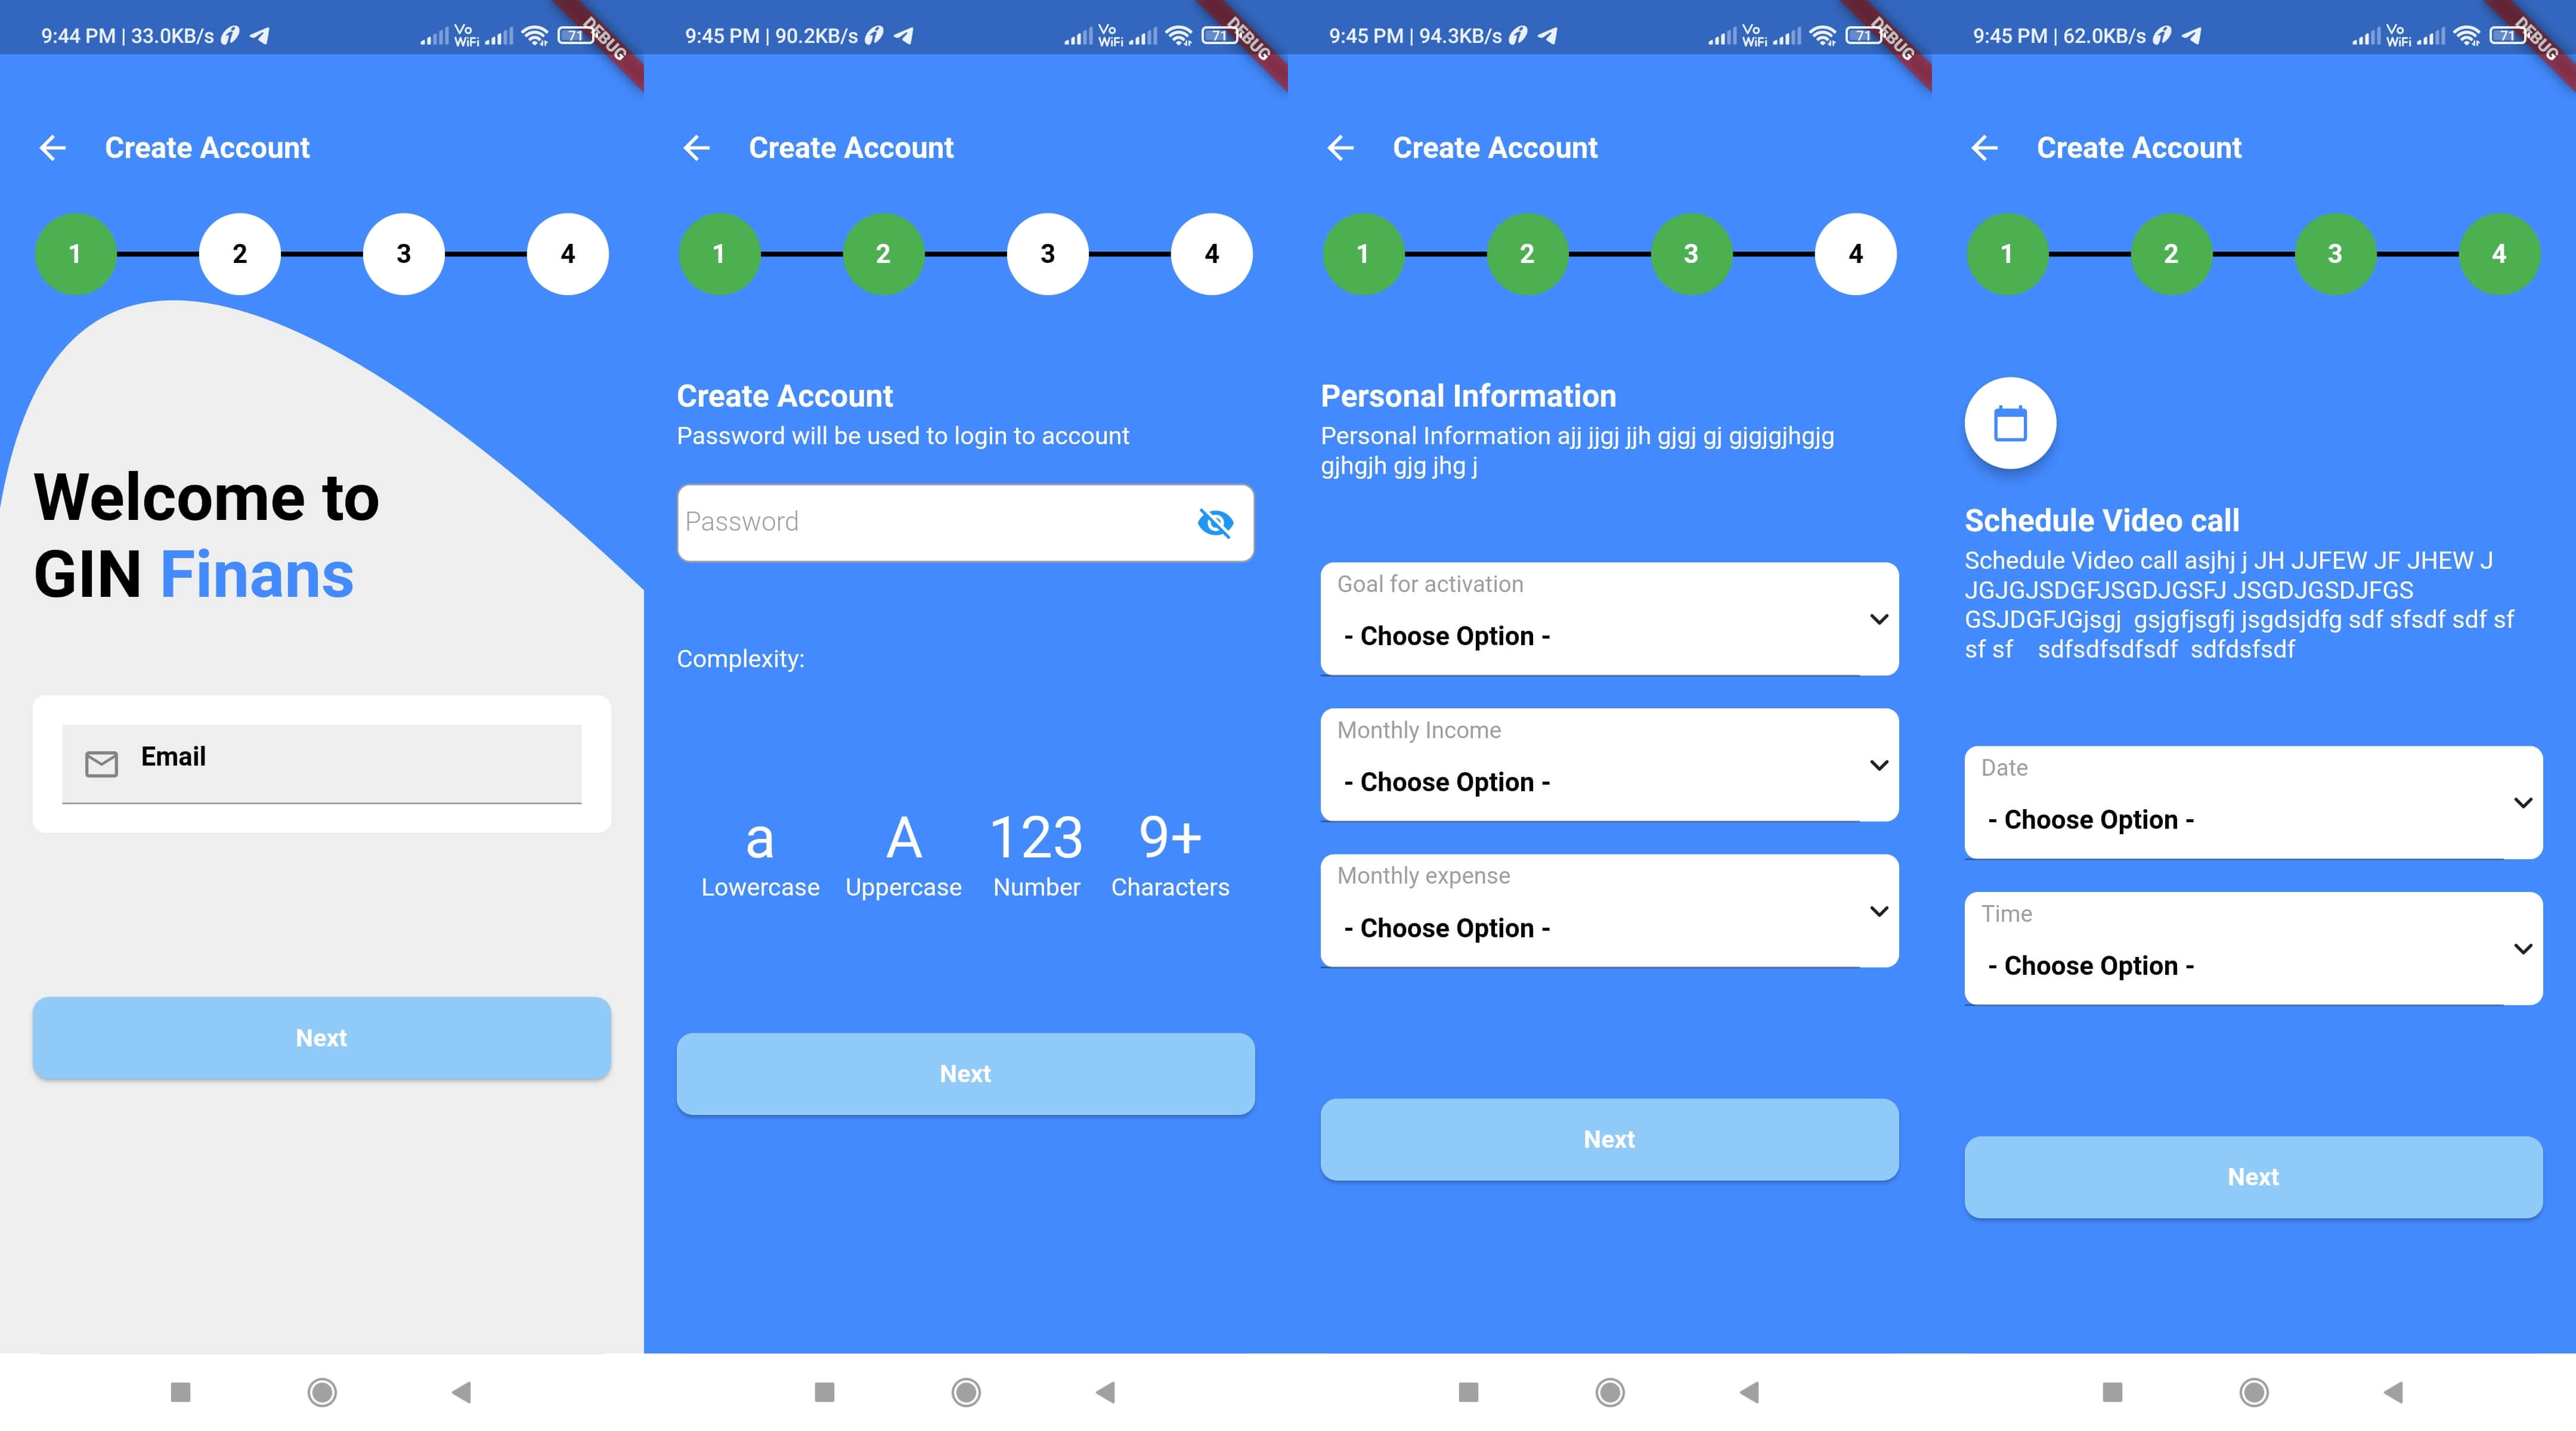 9:44 PM | 33.0KB/s
Vo
WiFi
71
DEBUG
Create Account
1
2
3
4
Welcome to
GIN Finans
Email
Next
9:45 PM | 90.2KB/s
Vo
WiFi
71
DEBUG
Create Account
1
2
3
4
Create Account
Password will be used to login to account
Password
Complexity:
a
Lowercase
A
Uppercase
123
Number
9+
Characters
Next
9:45 PM | 94.3KB/s
Vo
WiFi
71
DEBUG
Create Account
1
2
3
4
Personal Information
Personal Information ajj jjgj jjh gjgj gj gjgjgjhgjg
gjhgjh gjg jhg j
Goal for activation
- Choose Option -
Monthly Income
- Choose Option -
Monthly expense
- Choose Option -
Next
9:45 PM | 62.0KB/s
Vo
WiFi
71
DEBUG
Create Account
1
2
3
4
Schedule Video call
Schedule Video call asjhj j JH JJFEW JF JHEW J
JGJGJSDGFJSGDJGSFJ JSGDJGSDJFGS
GSJDGFJGjsgj  gsjgfjsgfj jsgdsjdfg sdf sfsdf sdf sf
sf sf    sdfsdfsdfsdf  sdfdsfsdf
Date
- Choose Option -
Time
- Choose Option -
Next